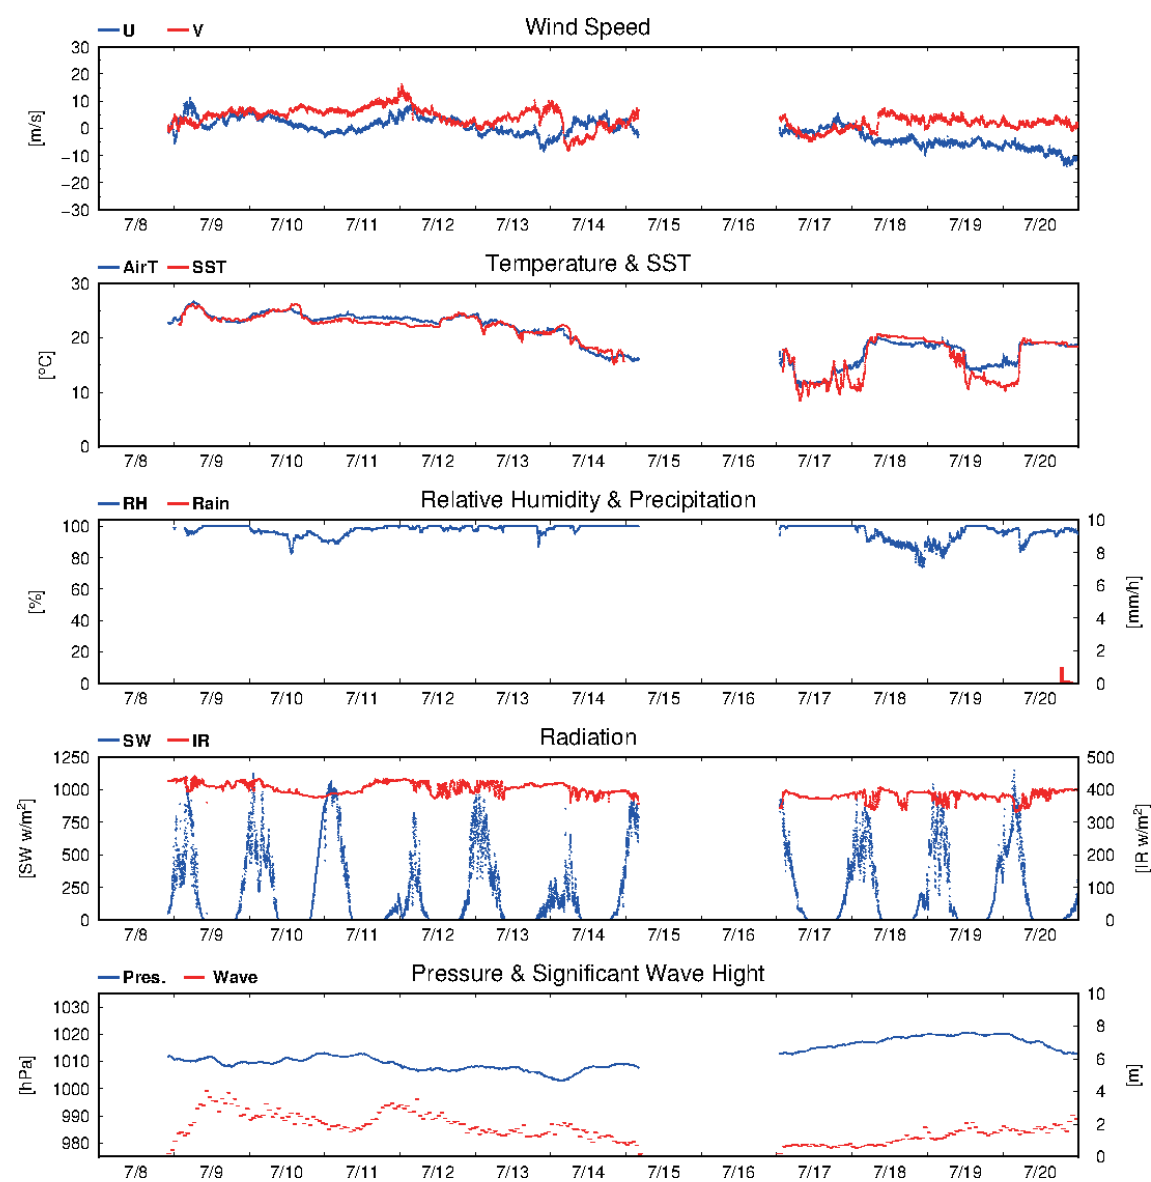 Wind Speed
U V
30
20
10
0
−10
−20
−30
[m/s]
7/8 7/9 7/10 7/11 7/12 7/13 7/14 7/15 7/16 7/17 7/18 7/19 7/20
Temperature & SST
AirT SST
30
20
10
0
[°C]
7/8 7/9 7/10 7/11 7/12 7/13 7/14 7/15 7/16 7/17 7/18 7/19 7/20
Relative Humidity & Precipitation
RH Rain
100 10
80 8
60 6
40 4
20 2
0 0
[%] [mm/h]
7/8 7/9 7/10 7/11 7/12 7/13 7/14 7/15 7/16 7/17 7/18 7/19 7/20
Radiation
SW IR
1250 500
1000 400
750 300
500 200
250 100
0 0
[SW w/m²] [IR w/m²]
7/8 7/9 7/10 7/11 7/12 7/13 7/14 7/15 7/16 7/17 7/18 7/19 7/20
Pressure & Significant Wave Hight
Pres. Wave
1030 10
1020 8
1010 6
1000 4
990 2
980 0
[hPa] [m]
7/8 7/9 7/10 7/11 7/12 7/13 7/14 7/15 7/16 7/17 7/18 7/19 7/20